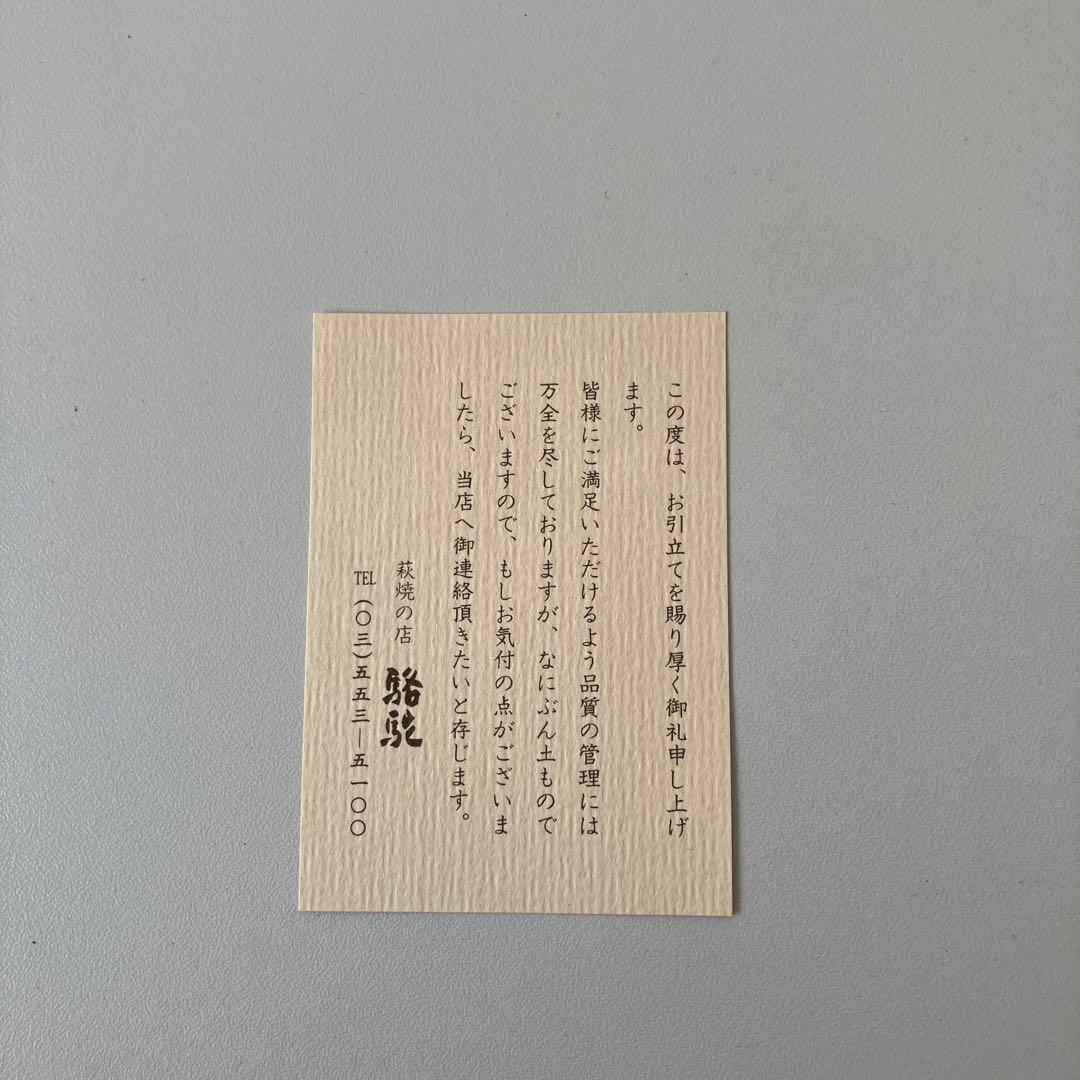 この度は、お引立てを賜り厚く御礼申し上げ
ます。
皆様にご満足いただけるよう品質の管理には
万全を尽しておりますが、なにぶん土もので
ございますので、もしお気付の点がございま
したら、当店へ御連絡頂きたいと存じます。
萩焼の店 駱駝
TEL(〇三)五五三―五一〇〇